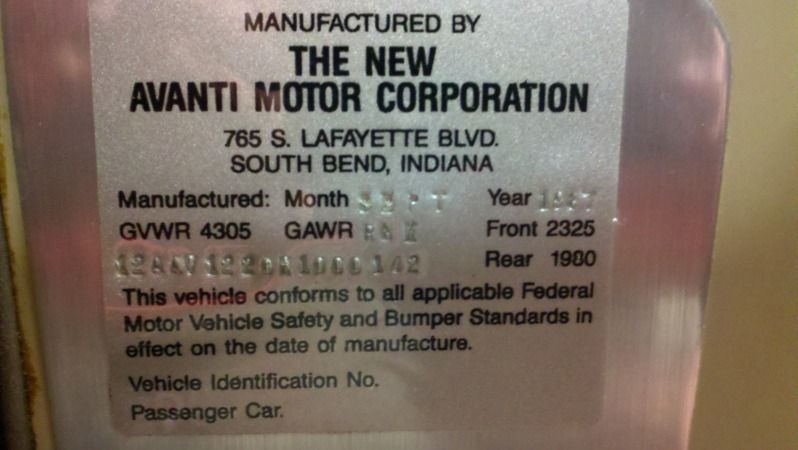 MANUFACTURED BY
THE NEW
AVANTI MOTOR CORPORATION
765 S. LAFAYETTE BLVD.
SOUTH BEND, INDIANA
Manufactured: Month SEPT Year 1987
GVWR 4305 GAWR Front 2325
Rear 1980
This vehicle conforms to all applicable Federal
Motor Vehicle Safety and Bumper Standards in
effect on the date of manufacture.
Vehicle Identification No.
Passenger Car.